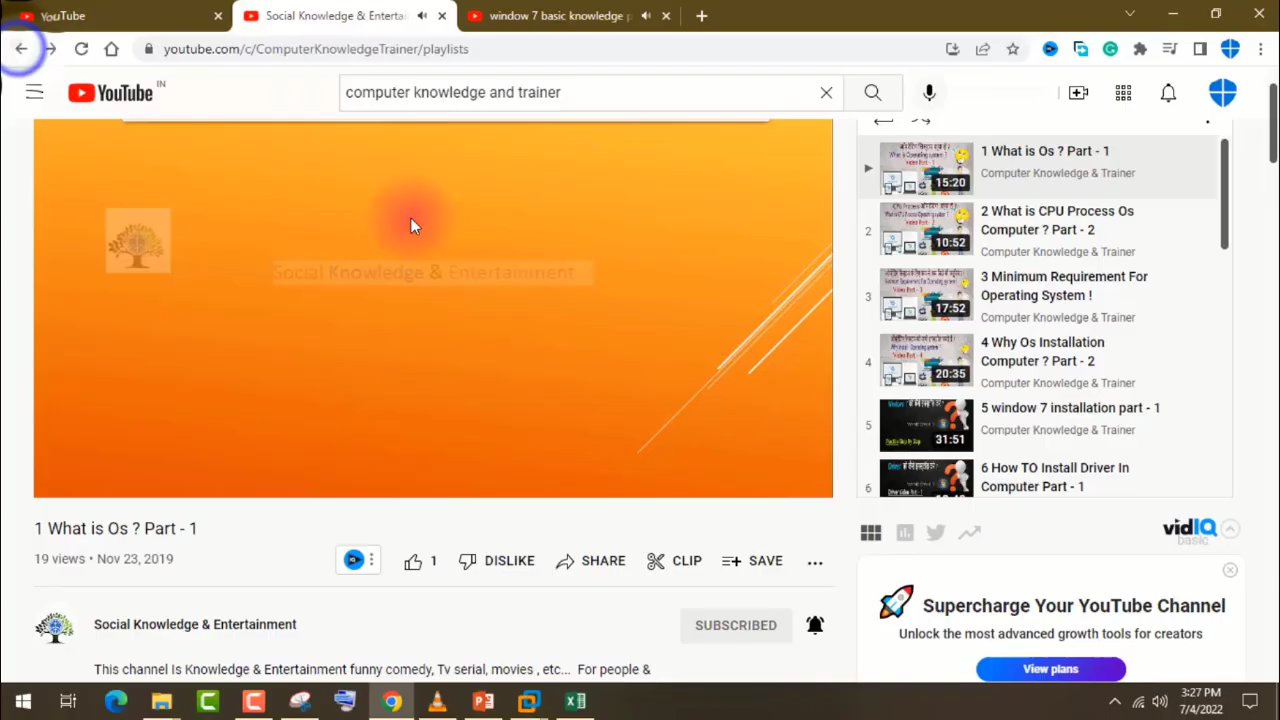 YouTube
Social Knowledge & Enterta
window 7 basic knowledge p
youtube.com/c/ComputerKnowledgeTrainer/playlists
YouTube IN
computer knowledge and trainer
Social Knowledge & Entertainment
1 What is Os ? Part - 1
Computer Knowledge & Trainer
15:20
2
2 What is CPU Process Os
Computer ? Part - 2
Computer Knowledge & Trainer
10:52
3
3 Minimum Requirement For
Operating System !
Computer Knowledge & Trainer
17:52
4
4 Why Os Installation
Computer ? Part - 2
Computer Knowledge & Trainer
20:35
5
5 window 7 installation part - 1
Computer Knowledge & Trainer
31:51
6
6 How TO Install Driver In
Computer Part - 1
1 What is Os ? Part - 1
19 views • Nov 23, 2019
1
DISLIKE
SHARE
CLIP
SAVE
vidIQ
basic
Social Knowledge & Entertainment
SUBSCRIBED
This channel Is Knowledge & Entertainment funny comedy, Tv serial, movies , etc... For people &
Supercharge Your YouTube Channel
Unlock the most advanced growth tools for creators
View plans
3:27 PM
7/4/2022